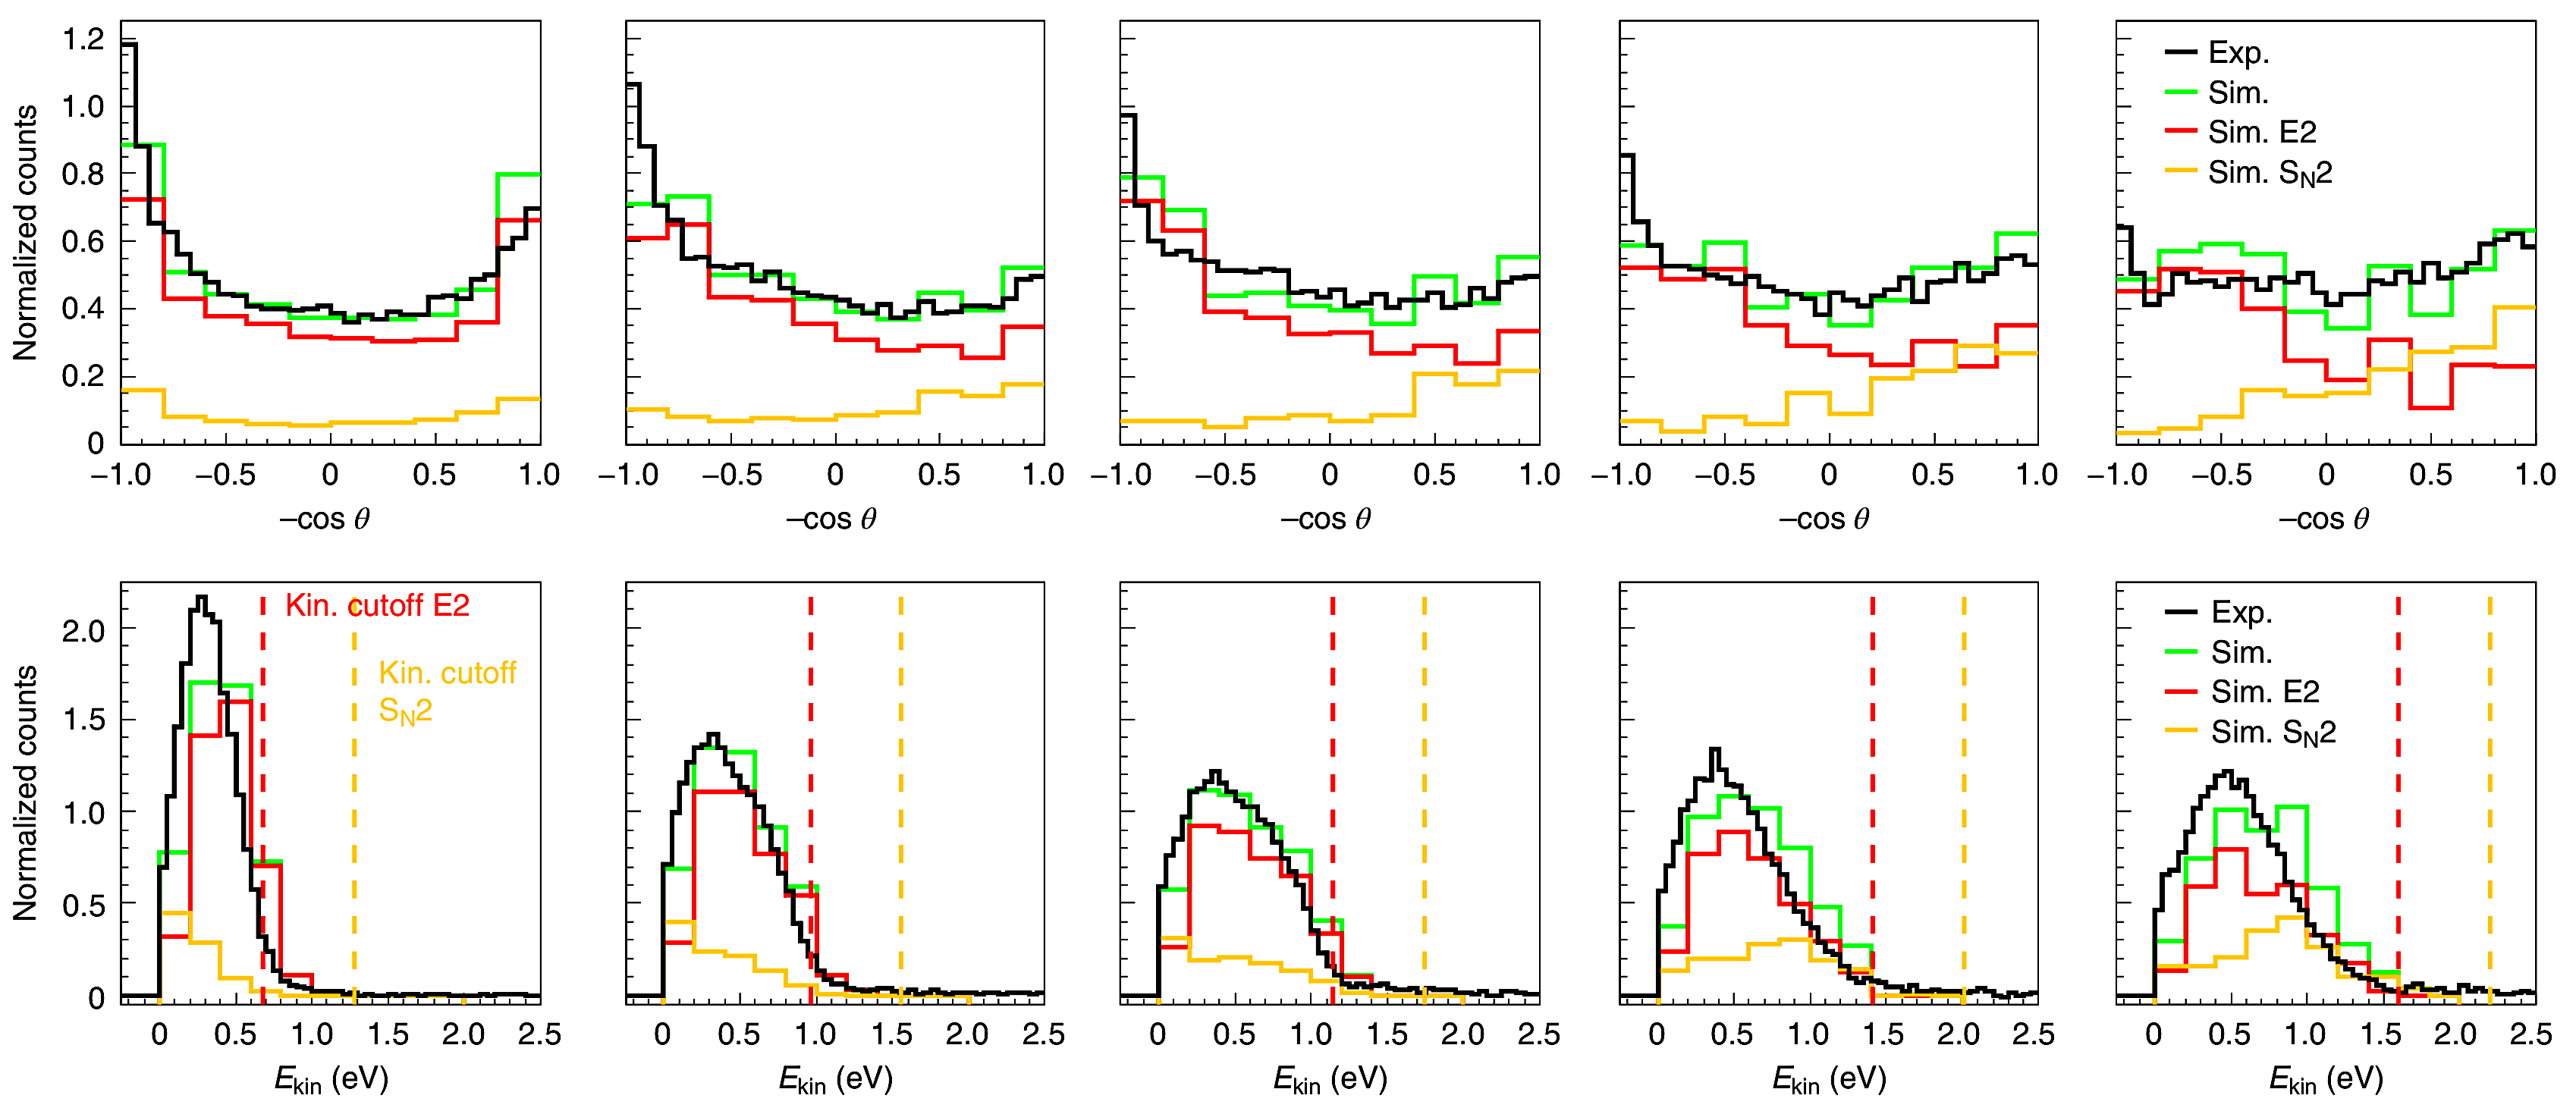 Normalized counts
1.2
1.0
0.8
0.6
0.4
0.2
0
−1.0 −0.5 0 0.5 1.0
−cos θ
−1.0 −0.5 0 0.5 1.0
−cos θ
−1.0 −0.5 0 0.5 1.0
−cos θ
−1.0 −0.5 0 0.5 1.0
−cos θ
Exp.
Sim.
Sim. E2
Sim. SN2
−1.0 −0.5 0 0.5 1.0
−cos θ
Normalized counts
2.0
1.5
1.0
0.5
0
Kin. cutoff E2
Kin. cutoff
SN2
0 0.5 1.0 1.5 2.0 2.5
Ekin (eV)
0 0.5 1.0 1.5 2.0 2.5
Ekin (eV)
0 0.5 1.0 1.5 2.0 2.5
Ekin (eV)
0 0.5 1.0 1.5 2.0 2.5
Ekin (eV)
Exp.
Sim.
Sim. E2
Sim. SN2
0 0.5 1.0 1.5 2.0 2.5
Ekin (eV)